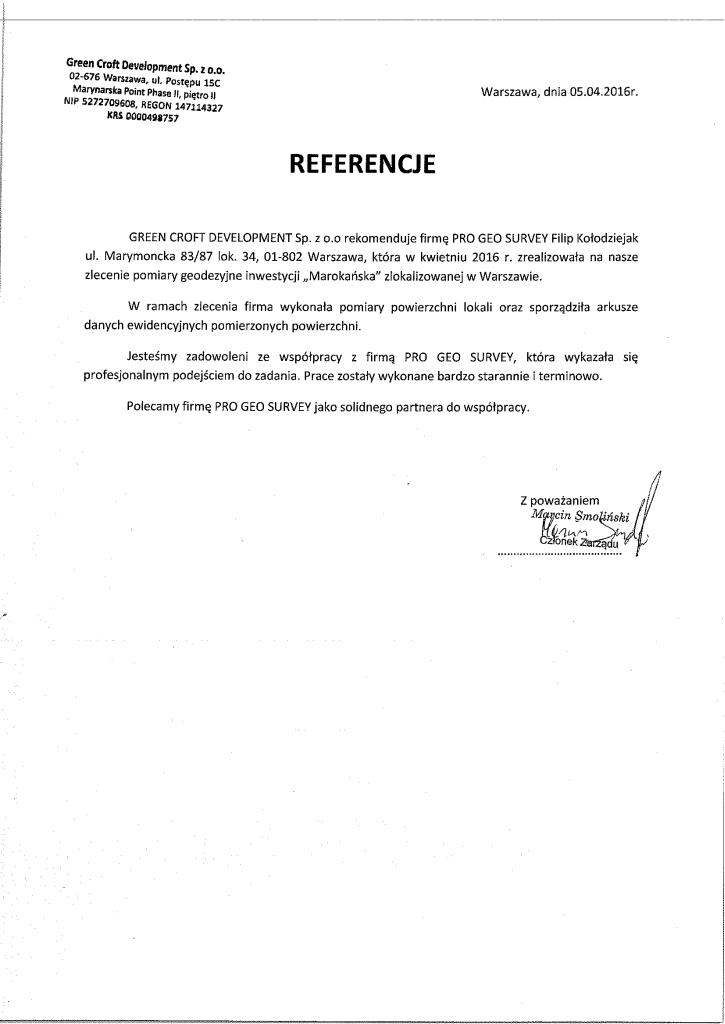 Green Croft Development Sp. z o.o.
02-676 Warszawa, ul. Postępu 15C
Marynarska Point Phase II, piętro II
NIP 5272709608, REGON 147114327
KRS 0000498757
Warszawa, dnia 05.04.2016r.
REFERENCJE
GREEN CROFT DEVELOPMENT Sp. z o.o rekomenduje firmę PRO GEO SURVEY Filip Kołodziejak
ul. Marymoncka 83/87 lok. 34, 01-802 Warszawa, która w kwietniu 2016 r. zrealizowała na nasze
zlecenie pomiary geodezyjne inwestycji „Marokańska” zlokalizowanej w Warszawie.
W ramach zlecenia firma wykonała pomiary powierzchni lokali oraz sporządziła arkusze
danych ewidencyjnych pomierzonych powierzchni.
Jesteśmy zadowoleni ze współpracy z firmą PRO GEO SURVEY, która wykazała się
profesjonalnym podejściem do zadania. Prace zostały wykonane bardzo starannie i terminowo.
Polecamy firmę PRO GEO SURVEY jako solidnego partnera do współpracy.
Z poważaniem
Marcin Smoliński
Członek Zarządu